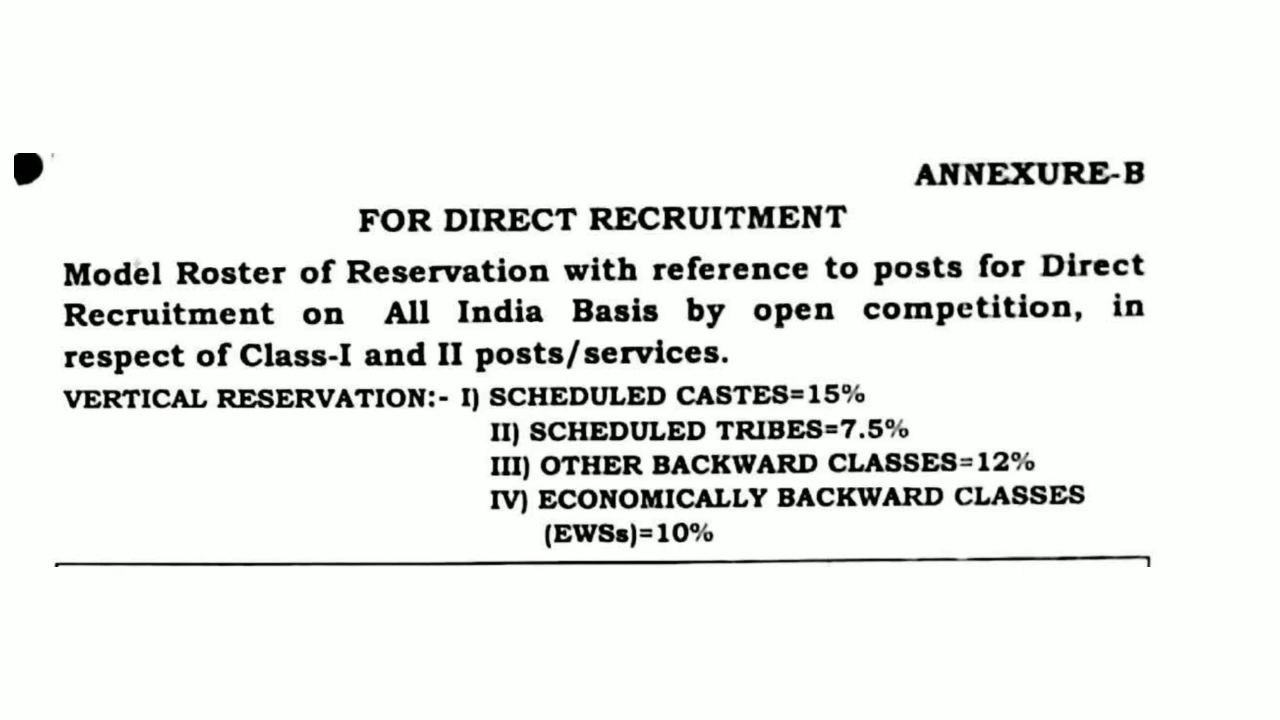 ANNEXURE-B
FOR DIRECT RECRUITMENT
Model Roster of Reservation with reference to posts for Direct
Recruitment on All India Basis by open competition, in
respect of Class-I and II posts/services.
VERTICAL RESERVATION:- I) SCHEDULED CASTES=15%
II) SCHEDULED TRIBES=7.5%
III) OTHER BACKWARD CLASSES=12%
IV) ECONOMICALLY BACKWARD CLASSES
(EWSs)=10%